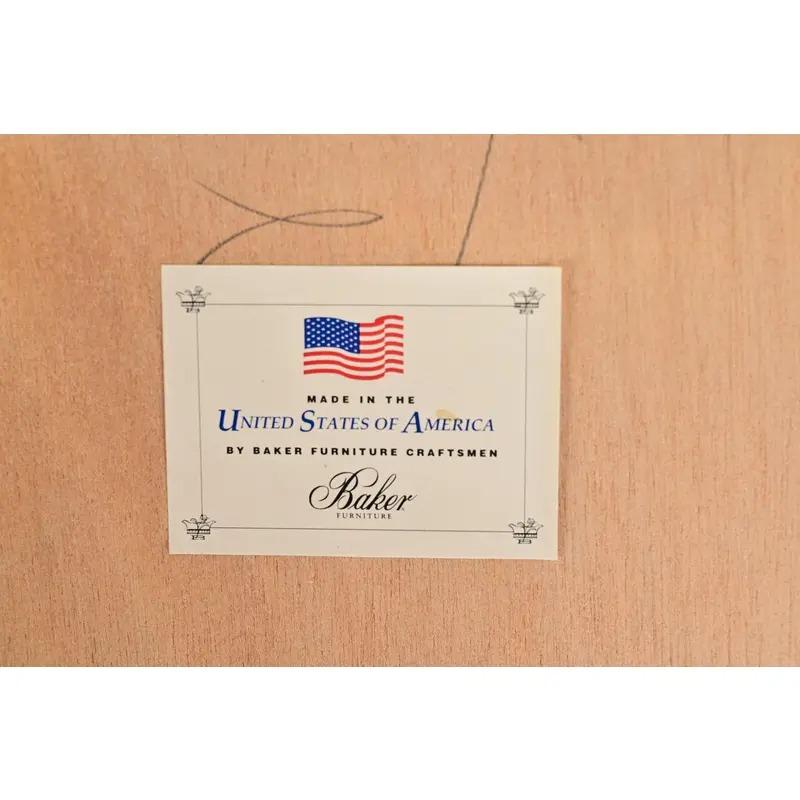 MADE IN THE
UNITED STATES OF AMERICA
BY BAKER FURNITURE CRAFTSMEN
Baker
FURNITURE